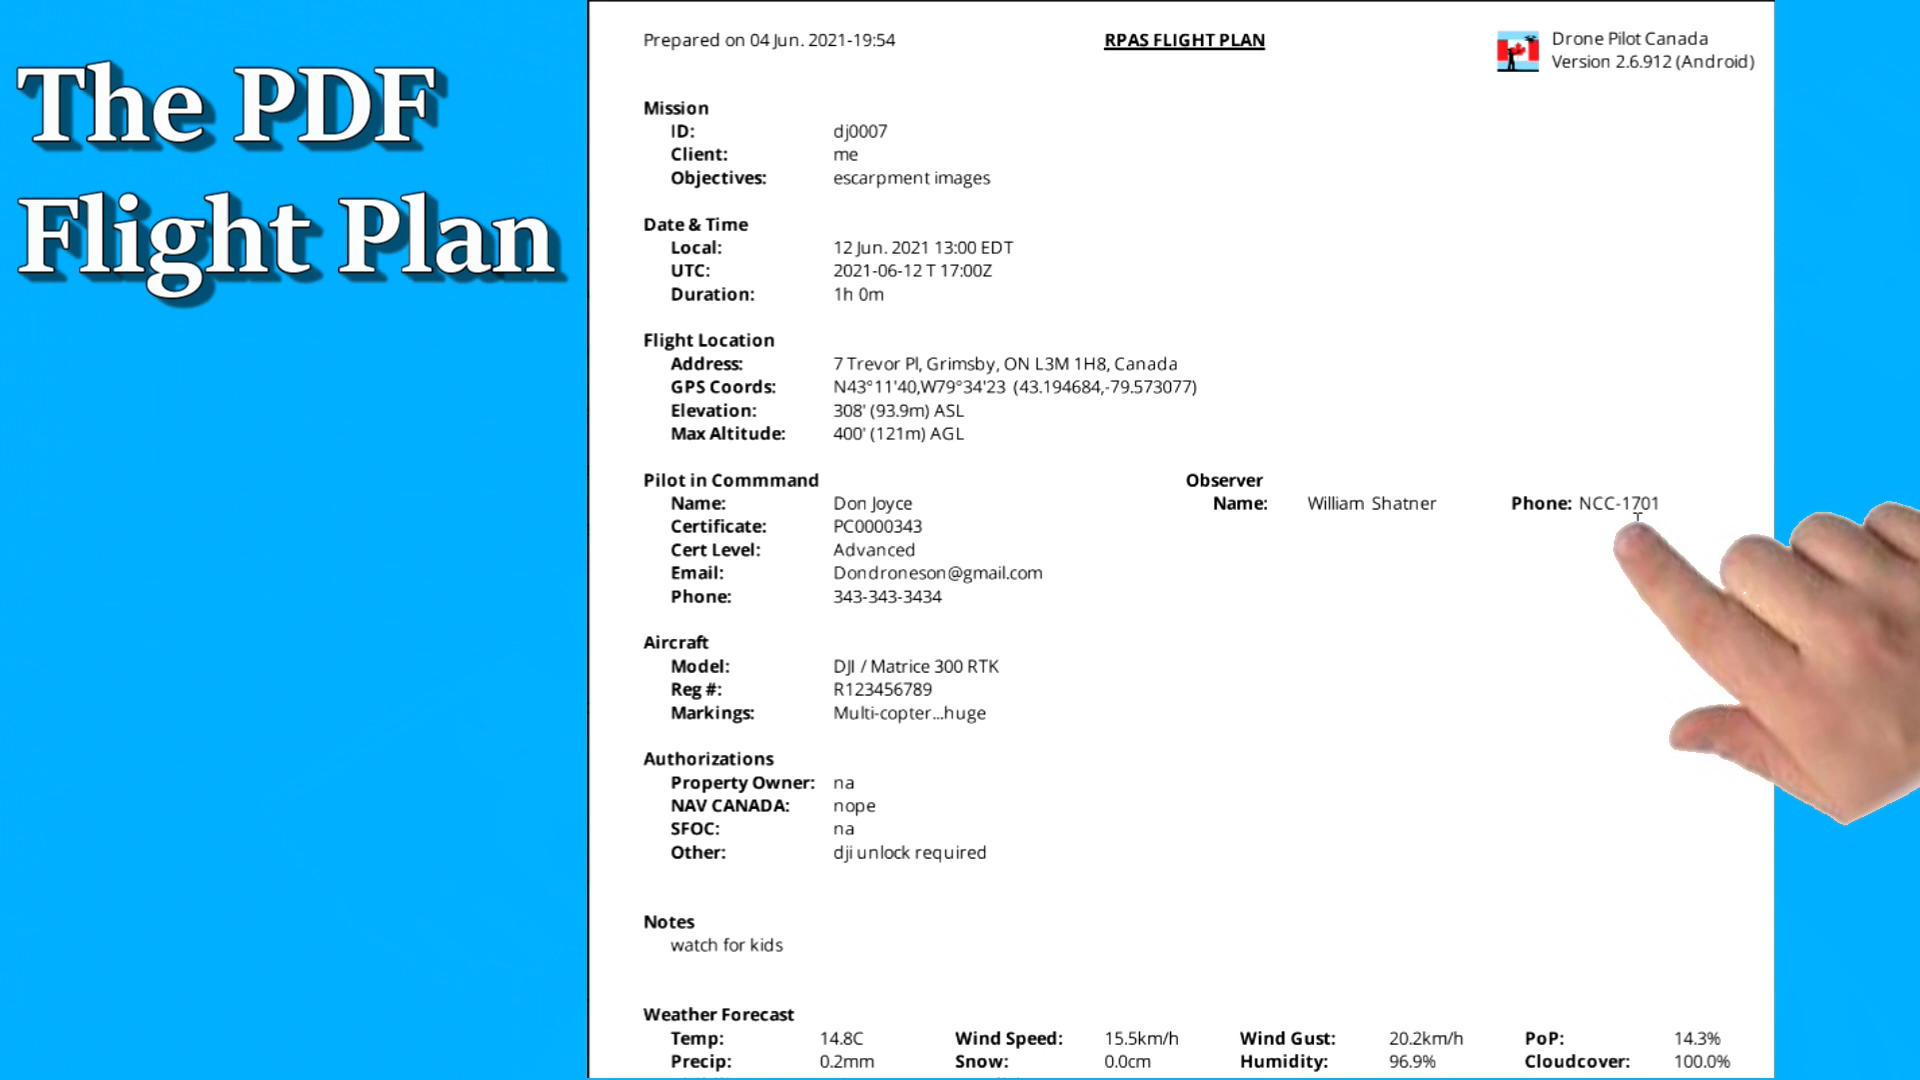 The PDF
Flight Plan
Prepared on 04 Jun. 2021-19:54 RPAS FLIGHT PLAN Drone Pilot Canada
Version 2.6.912 (Android)
Mission
ID: dj0007
Client: me
Objectives: escarpment images
Date & Time
Local: 12 Jun. 2021 13:00 EDT
UTC: 2021-06-12 T 17:00Z
Duration: 1h 0m
Flight Location
Address: 7 Trevor Pl, Grimsby, ON L3M 1H8, Canada
GPS Coords: N43°11'40,W79°34'23 (43.194684,-79.573077)
Elevation: 308' (93.9m) ASL
Max Altitude: 400' (121m) AGL
Pilot in Commmand Observer
Name: Don Joyce Name: William Shatner Phone: NCC-1701
Certificate: PC0000343
Cert Level: Advanced
Email: Dondroneson@gmail.com
Phone: 343-343-3434
Aircraft
Model: DJI / Matrice 300 RTK
Reg #: R123456789
Markings: Multi-copter...huge
Authorizations
Property Owner: na
NAV CANADA: nope
SFOC: na
Other: dji unlock required
Notes
watch for kids
Weather Forecast
Temp: 14.8C Wind Speed: 15.5km/h Wind Gust: 20.2km/h PoP: 14.3%
Precip: 0.2mm Snow: 0.0cm Humidity: 96.9% Cloudcover: 100.0%